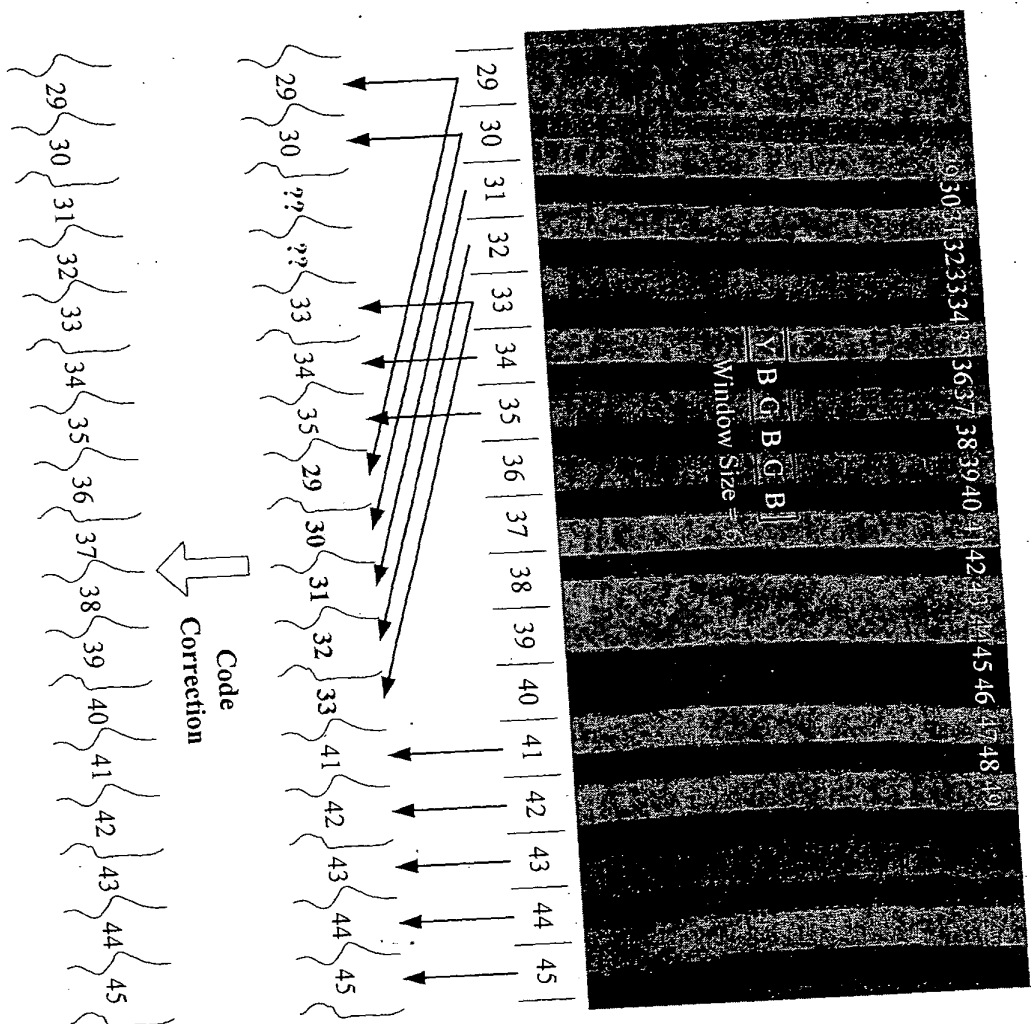 30 31 32 33 34 36 37 38 39 40 41 42 43 44 45 46 47 48 49
Y B G B G B
Window Size = 6
29 30 31 32 33 34 35 36 37 38 39 40 41 42 43 44 45
29 30 ?? ?? 33 34 35 29 30 31 32 33 41 42 43 44 45
Code
Correction
29 30 31 32 33 34 35 36 37 38 39 40 41 42 43 44 45